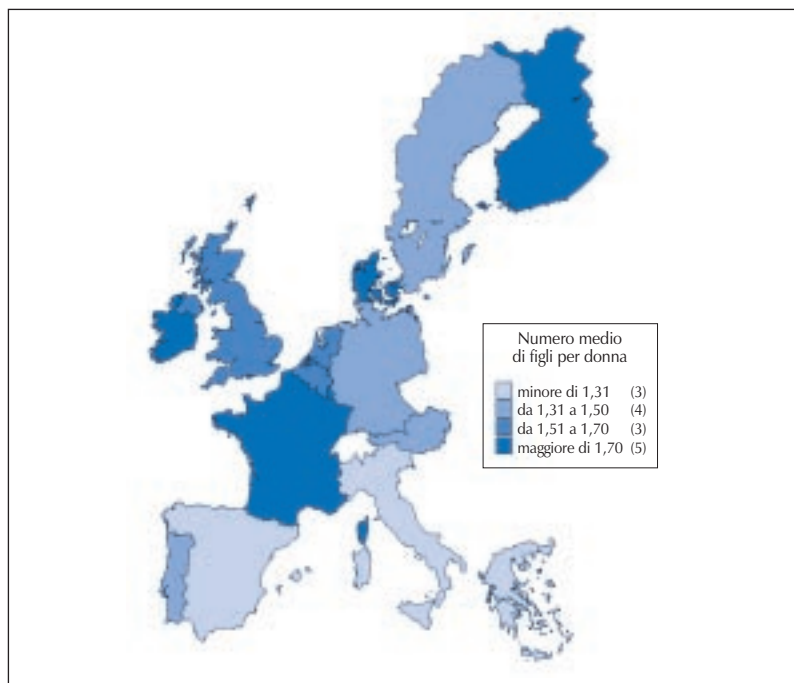 Numero medio
di figli per donna
minore di 1,31 (3)
da 1,31 a 1,50 (4)
da 1,51 a 1,70 (3)
maggiore di 1,70 (5)